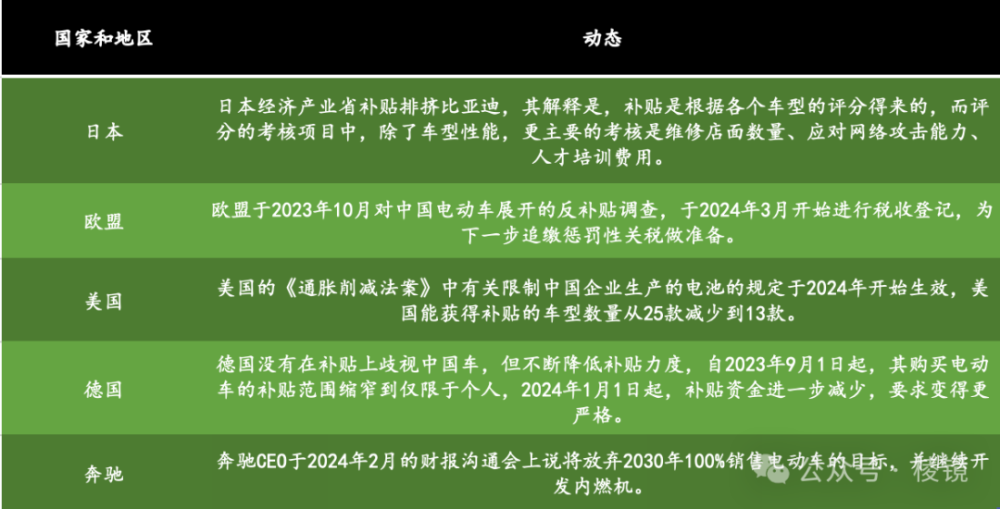 国家和地区
动态
日本
日本经济产业省补贴排挤比亚迪，其解释是，补贴是根据各个车型的评分得来的，而评
分的考核项目中，除了车型性能，更主要的考核是维修店面数量、应对网络攻击能力、
人才培训费用。
欧盟
欧盟于2023年10月对中国电动车展开的反补贴调查，于2024年3月开始进行税收登记，为
下一步追缴惩罚性关税做准备。
美国
美国的《通胀削减法案》中有关限制中国企业生产的电池的规定于2024年开始生效，美
国能获得补贴的车型数量从25款减少到13款。
德国
德国没有在补贴上歧视中国车，但不断降低补贴力度，自2023年9月1日起，其购买电动
车的补贴范围缩窄到仅限于个人，2024年1月1日起，补贴资金进一步减少，要求变得更
严格。
奔驰
奔驰CEO于2024年2月的财报沟通会上说将放弃2030年100%销售电动车的目标，并继续开
发内燃机。
公众号·棱镜